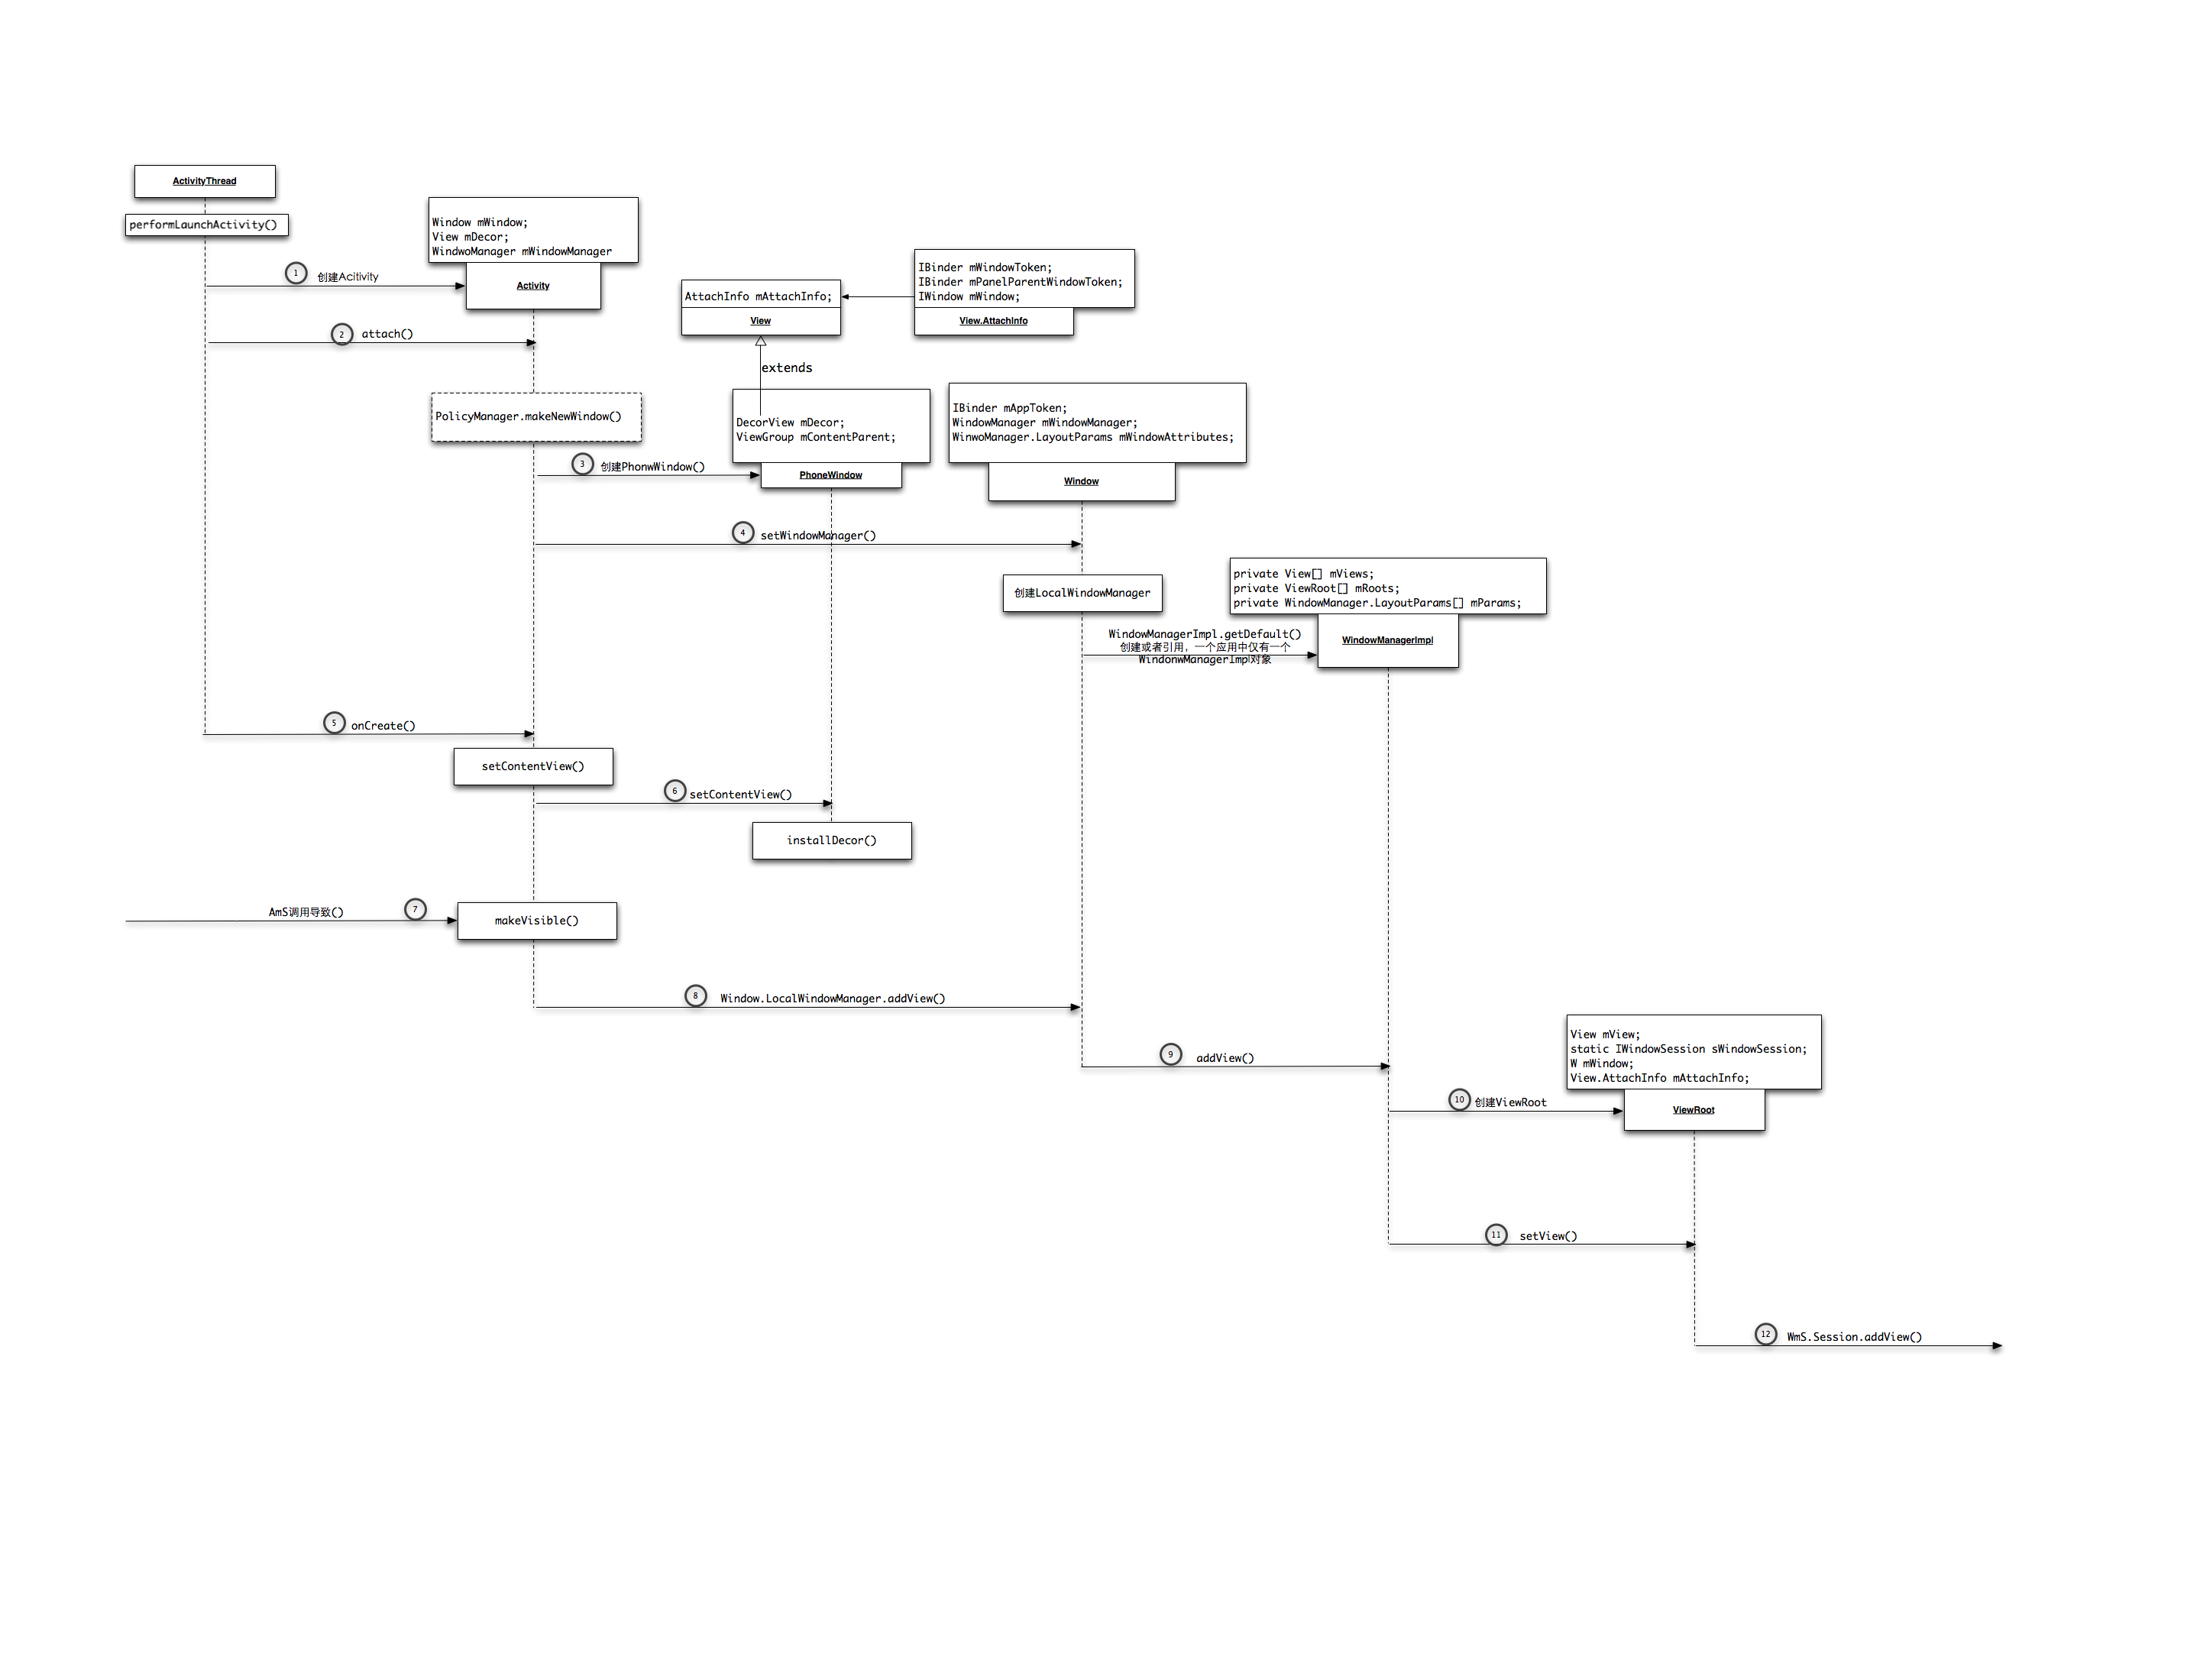 ActivityThread
performLaunchActivity()
Window mWindow;
View mDecor;
WindwoManager mWindowManager
Activity
1
创建Acitivity
2
attach()
AttachInfo mAttachInfo;
View
IBinder mWindowToken;
IBinder mPanelParentWindowToken;
IWindow mWindow;
View.AttachInfo
extends
PolicyManager.makeNewWindow()
DecorView mDecor;
ViewGroup mContentParent;
PhoneWindow
IBinder mAppToken;
WindowManager mWindowManager;
WinwoManager.LayoutParams mWindowAttributes;
Window
3
创建PhonwWindow()
4
setWindowManager()
创建LocalWindowManager
private View[] mViews;
private ViewRoot[] mRoots;
private WindowManager.LayoutParams[] mParams;
WindowManagerImpl
WindowManagerImpl.getDefault()
创建或者引用，一个应用中仅有一个
WindonwManagerImpl对象
5
onCreate()
setContentView()
6
setContentView()
installDecor()
AmS调用导致()
7
makeVisible()
8
Window.LocalWindowManager.addView()
9
addView()
View mView;
static IWindowSession sWindowSession;
W mWindow;
View.AttachInfo mAttachInfo;
ViewRoot
10
创建ViewRoot
11
setView()
12
WmS.Session.addView()